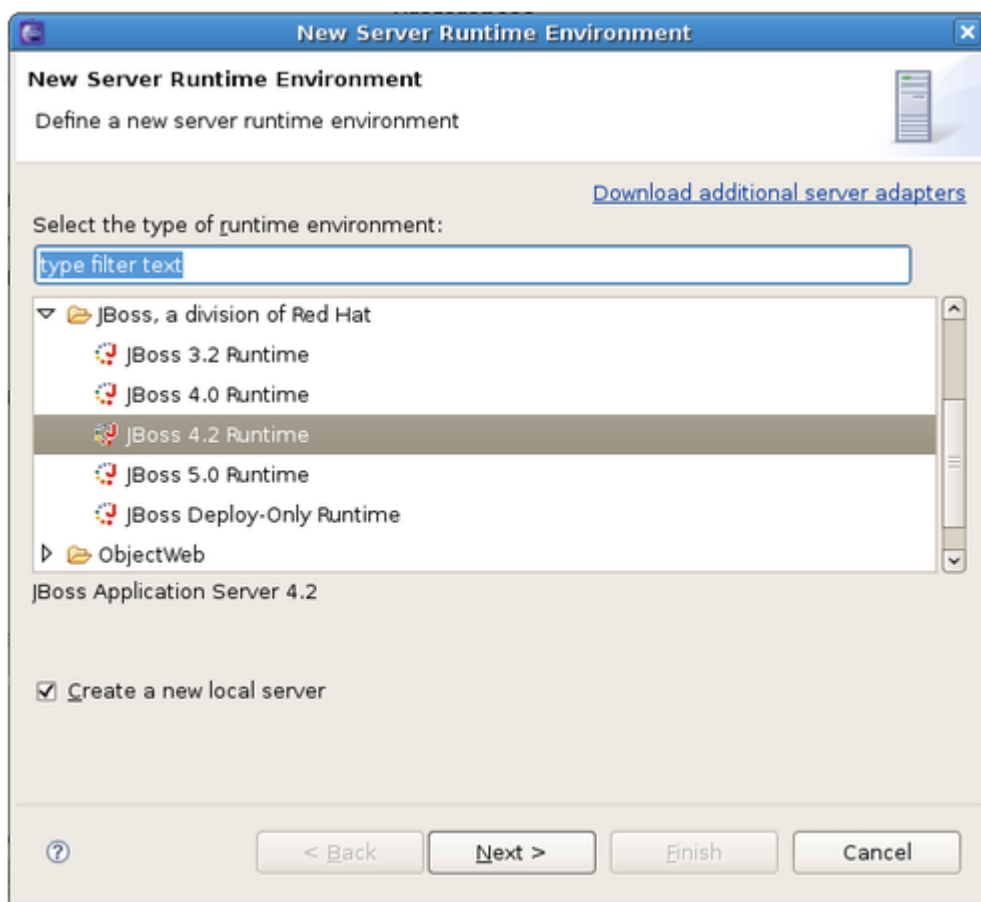 New Server Runtime Environment
New Server Runtime Environment
Define a new server runtime environment
Download additional server adapters
Select the type of runtime environment:
type filter text
JBoss, a division of Red Hat
JBoss 3.2 Runtime
JBoss 4.0 Runtime
JBoss 4.2 Runtime
JBoss 5.0 Runtime
JBoss Deploy-Only Runtime
ObjectWeb
JBoss Application Server 4.2
Create a new local server
? < Back Next > Finish Cancel